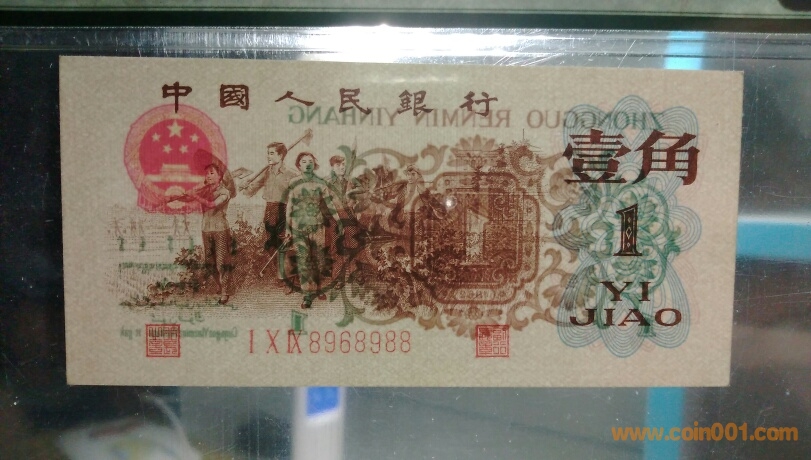 中國人民銀行
ZHONGGUO RENMIN YINHANG
壹角
1
YI
JIAO
I X IX 8968988
www.coin001.com